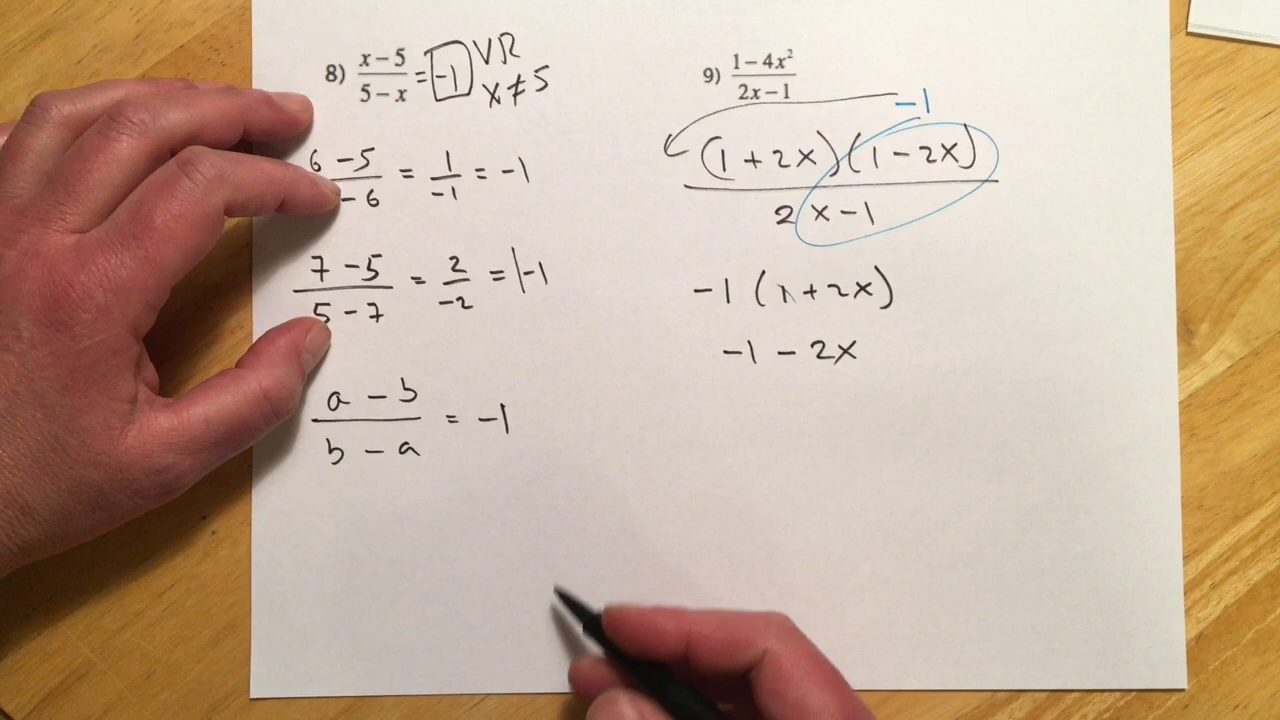 8) x-5/5-x = -1 VR
x≠5
6-5/-6 = 1/-1 = -1
7-5/5-7 = 2/-2 = -1
a-b/b-a = -1
9) 1-4x²/2x-1
-1
(1+2x)(1-2x)/2x-1
-1(1+2x)
-1-2x